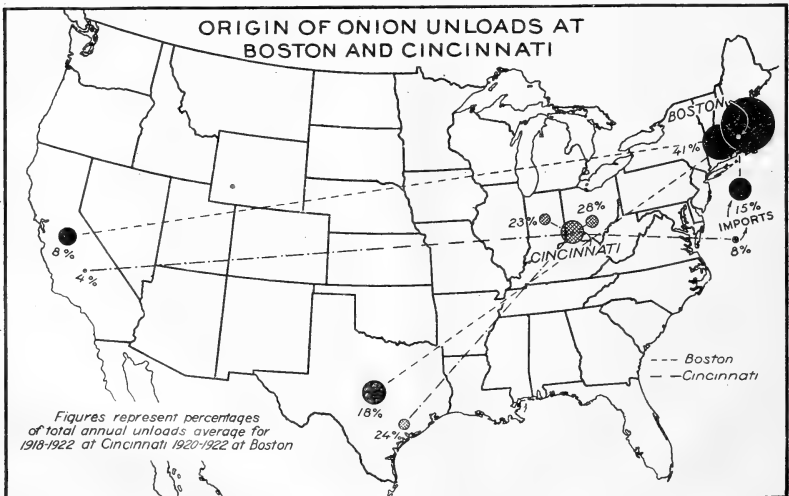 ORIGIN OF ONION UNLOADS AT
BOSTON AND CINCINNATI
BOSTON
41%
15%
IMPORTS
8%
23%
28%
CINCINNATI
8%
4%
18%
24%
Boston
Cincinnati
Figures represent percentages
of total annual unloads average for
1918-1922 at Cincinnati 1920-1922 at Boston